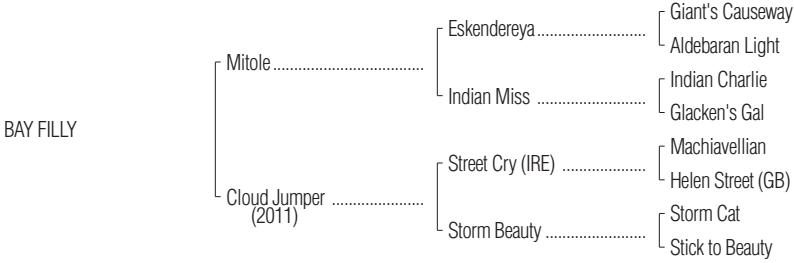 Giant's Causeway
Eskendereya
Aldebaran Light
Mitole
Indian Charlie
Indian Miss
Glacken's Gal
BAY FILLY
Machiavellian
Street Cry (IRE)
Helen Street (GB)
Cloud Jumper
(2011)
Storm Cat
Storm Beauty
Stick to Beauty